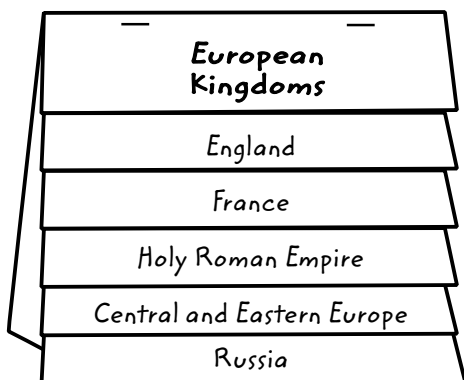 European
Kingdoms
England
France
Holy Roman Empire
Central and Eastern Europe
Russia